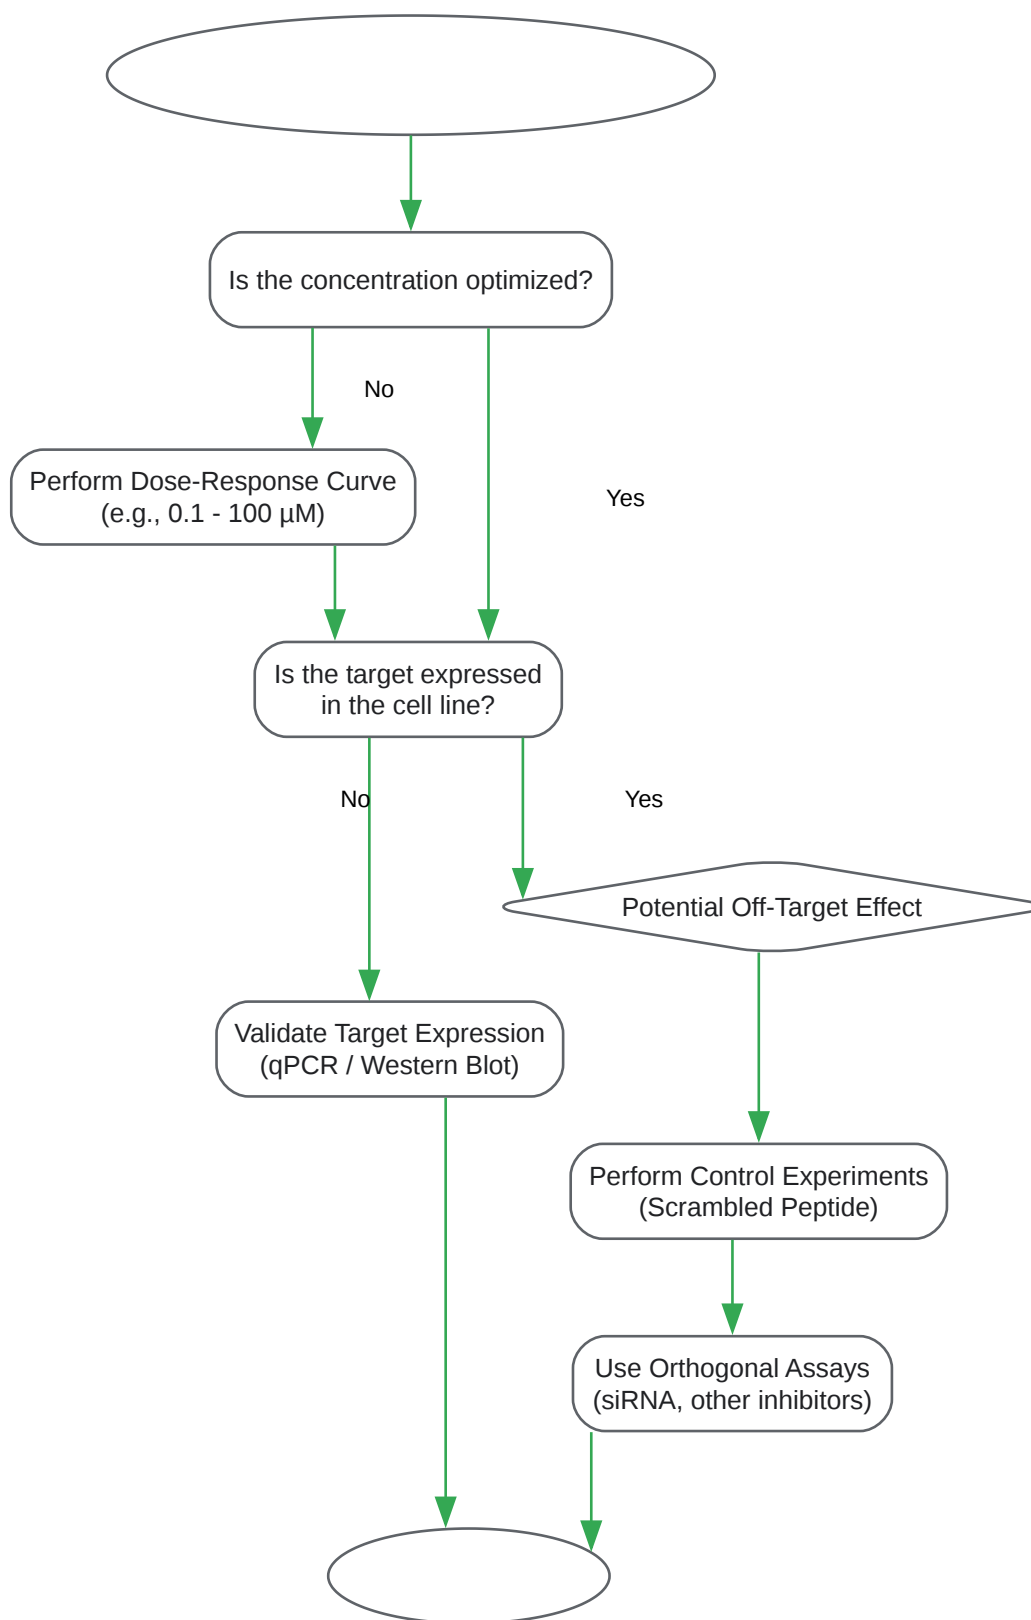 Is the concentration optimized?
No
Perform Dose-Response Curve
(e.g., 0.1 - 100 µM)
Yes
Is the target expressed
in the cell line?
No
Yes
Potential Off-Target Effect
Validate Target Expression
(qPCR / Western Blot)
Perform Control Experiments
(Scrambled Peptide)
Use Orthogonal Assays
(siRNA, other inhibitors)